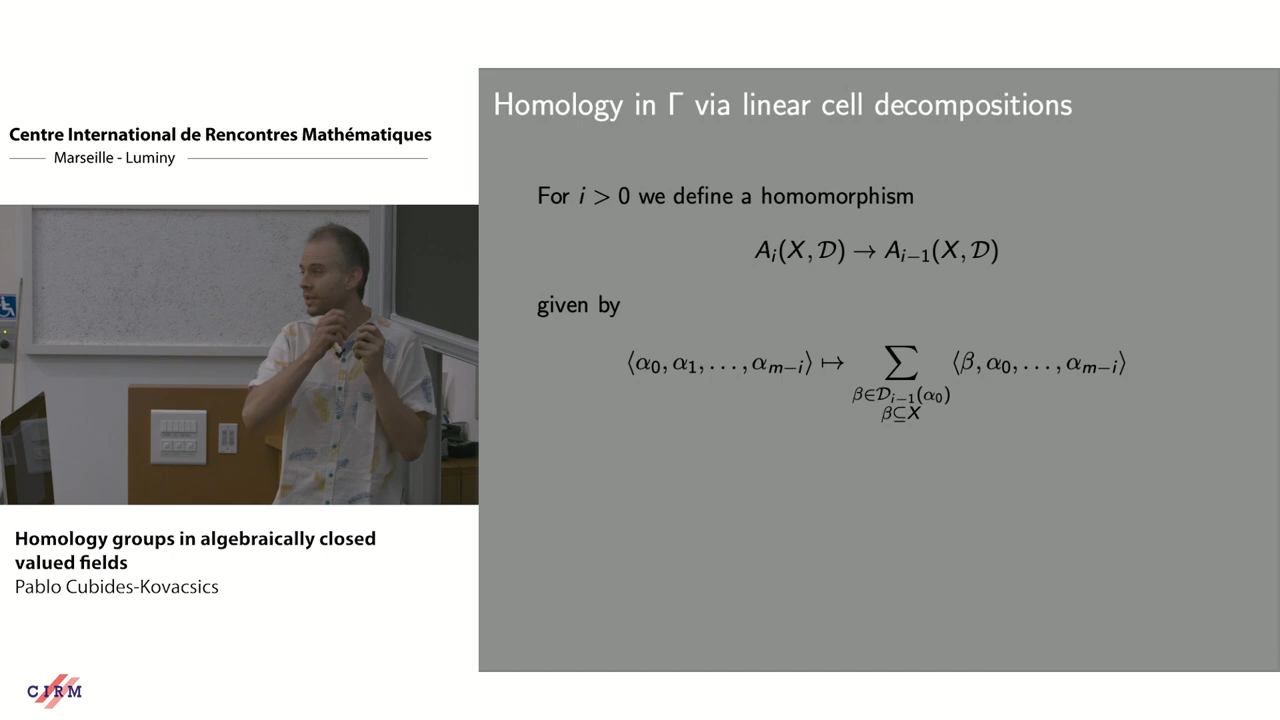 Centre International de Rencontres Mathématiques
Marseille - Luminy
Homology in Γ via linear cell decompositions
For i > 0 we define a homomorphism
A_i(X, 𝒟) → A_{i−1}(X, 𝒟)
given by
⟨α_0, α_1, . . . , α_{m−i}⟩ ↦ ∑_{β∈𝒟_{i−1}(α_0) β⊆X} ⟨β, α_0, . . . , α_{m−i}⟩
Homology groups in algebraically closed
valued fields
Pablo Cubides-Kovacsics
CIRM